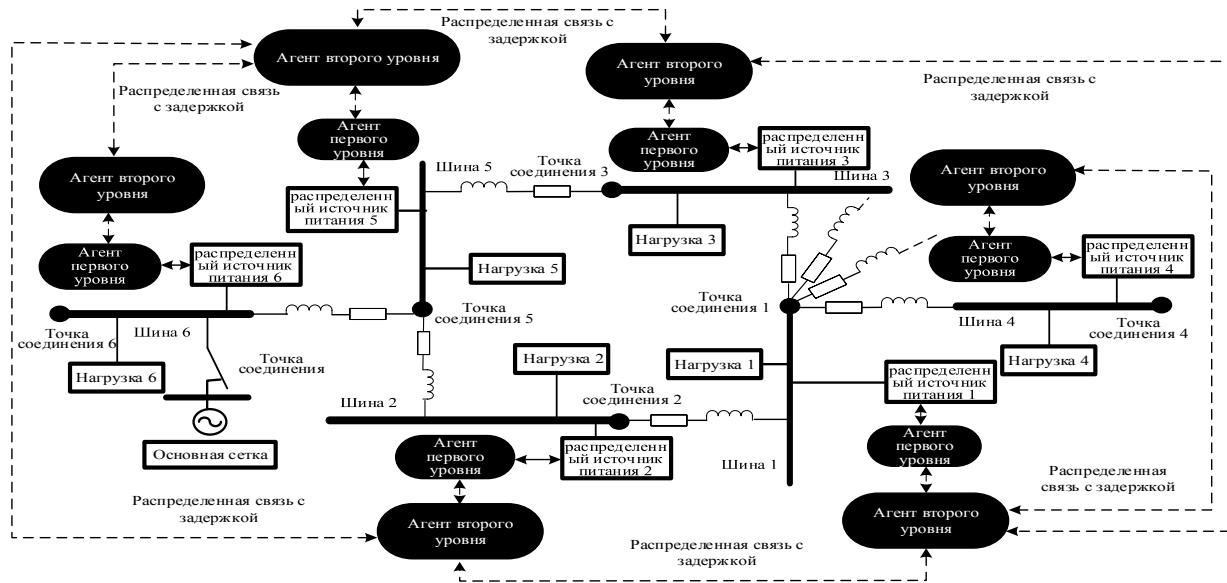 Распределенная связь с
задержкой
Агент второго уровня
Агент второго
уровня
Распределенная связь с
задержкой
Распределенная связь
с задержкой
Агент
первого
уровня
Агент
первого
уровня
распределенн
ый источник
питания 3
Агент второго
уровня
Шина 5
Точка
соединения 3
Шина 3
Агент второго
уровня
распределенн
ый источник
питания 5
Нагрузка 3
Агент
первого
уровня
распределенн
ый источник
питания 6
Агент
первого
уровня
распределенн
ый источник
питания 4
Нагрузка 5
Точка
соединения 6
Шина 6
Точка
соединения 5
Точка
соединения 1
Шина 4
Точка
соединения 4
Нагрузка 6
Точка
соединения
Нагрузка 2
Нагрузка 1
Нагрузка 4
Шина 2
Точка
соединения 2
распределенн
ый источник
питания 1
Основная сетка
Агент
первого
уровня
распределенн
ый источник
питания 2
Шина 1
Агент
первого
уровня
Распределенная связь с
задержкой
Агент второго
уровня
Агент второго
уровня
Распределенная
связь с задержкой
Распределенная связь с
задержкой